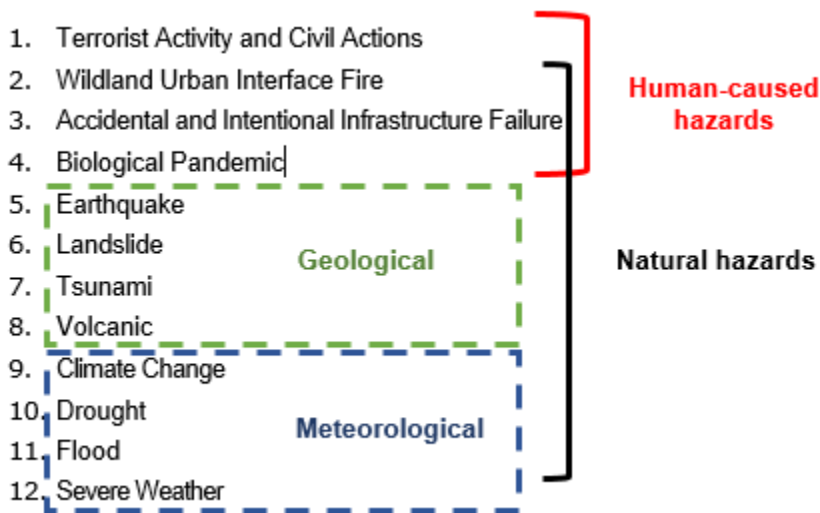 1. Terrorist Activity and Civil Actions
2. Wildland Urban Interface Fire
3. Accidental and Intentional Infrastructure Failure
4. Biological Pandemic
Human-caused
hazards
5. Earthquake
6. Landslide
7. Tsunami
8. Volcanic
Geological
Natural hazards
9. Climate Change
10. Drought
11. Flood
12. Severe Weather
Meteorological